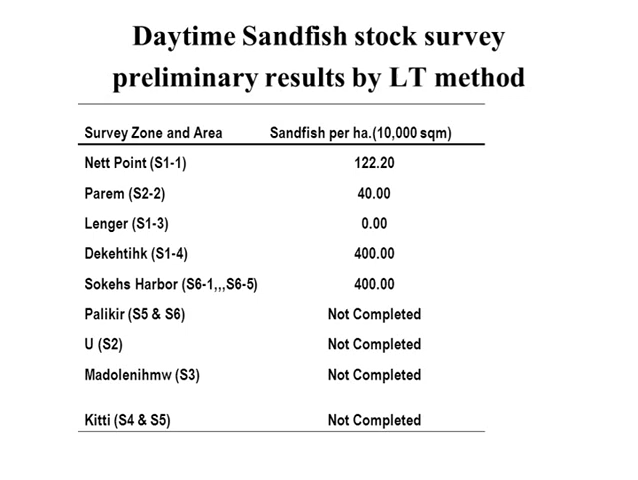 Daytime Sandfish stock survey
preliminary results by LT method
Survey Zone and Area Sandfish per ha.(10,000 sqm)
Nett Point (S1-1) 122.20
Parem (S2-2) 40.00
Lenger (S1-3) 0.00
Dekehtihk (S1-4) 400.00
Sokehs Harbor (S6-1,,,S6-5) 400.00
Palikir (S5 & S6) Not Completed
U (S2) Not Completed
Madolenihmw (S3) Not Completed
Kitti (S4 & S5) Not Completed